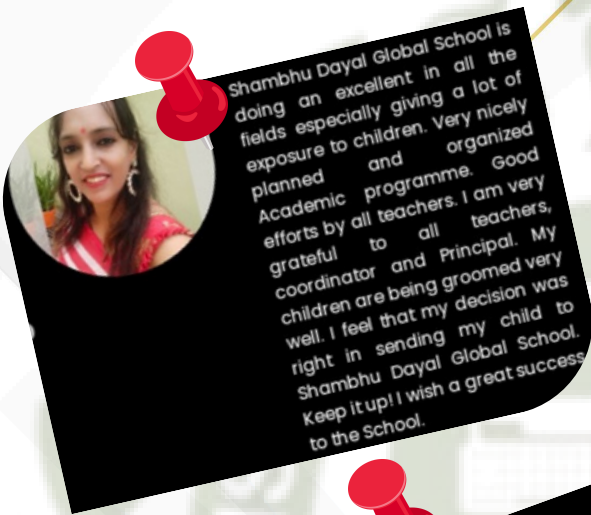 Shambhu Dayal Global School is
doing an excellent in all the
fields especially giving a lot of
exposure to children. Very nicely
planned and organized
Academic programme. Good
efforts by all teachers. I am very
grateful to all teachers,
coordinator and Principal. My
children are being groomed very
well. I feel that my decision was
right in sending my child to
Shambhu Dayal Global School.
Keep it up! I wish a great success
to the School.